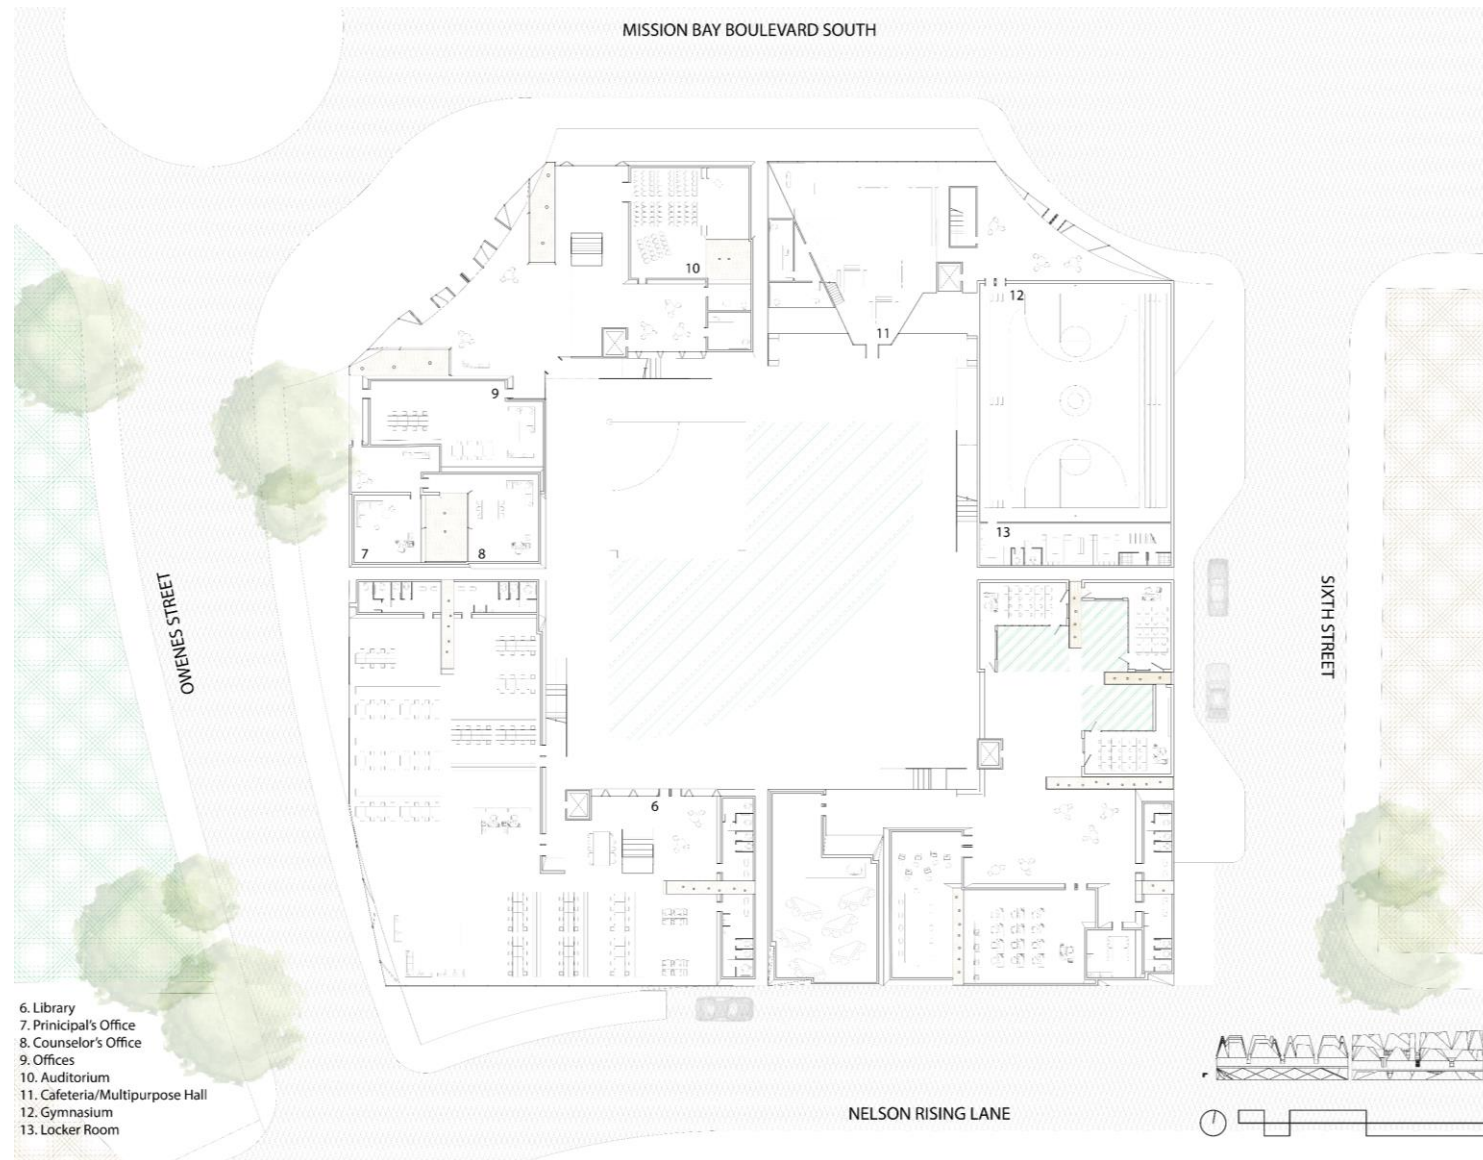 MISSION BAY BOULEVARD SOUTH
10
12
11
9
13
7
8
OWENES STREET
SIXTH STREET
6
6. Library
7. Prinicipal's Office
8. Counselor's Office
9. Offices
10. Auditorium
11. Cafeteria/Multipurpose Hall
12. Gymnasium
13. Locker Room
NELSON RISING LANE